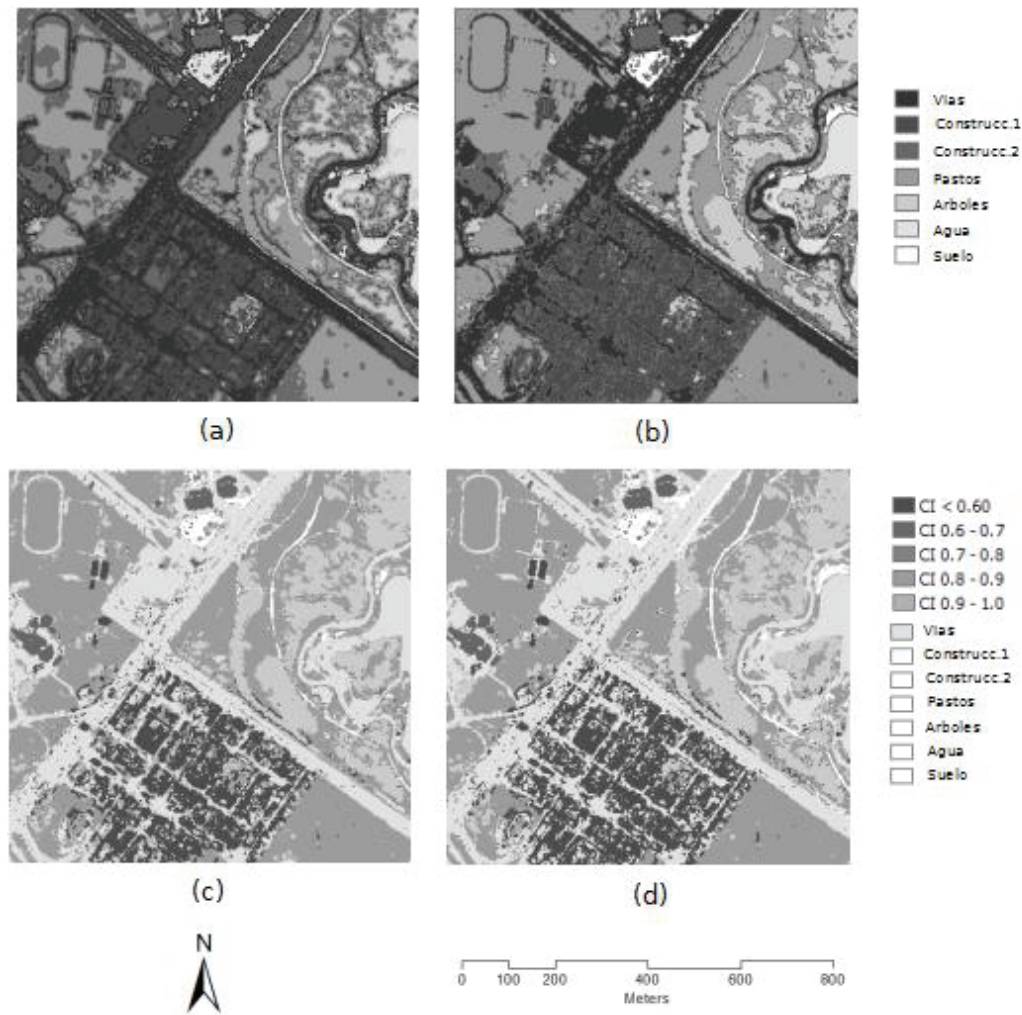 Vías
Construcc.1
Construcc.2
Pastos
Arboles
Agua
Suelo
(a)
(b)
CI < 0.60
CI 0.6 - 0.7
CI 0.7 - 0.8
CI 0.8 - 0.9
CI 0.9 - 1.0
Vías
Construcc.1
Construcc.2
Pastos
Arboles
Agua
Suelo
(c)
(d)
N
0 100 200 400 600 800
Meters